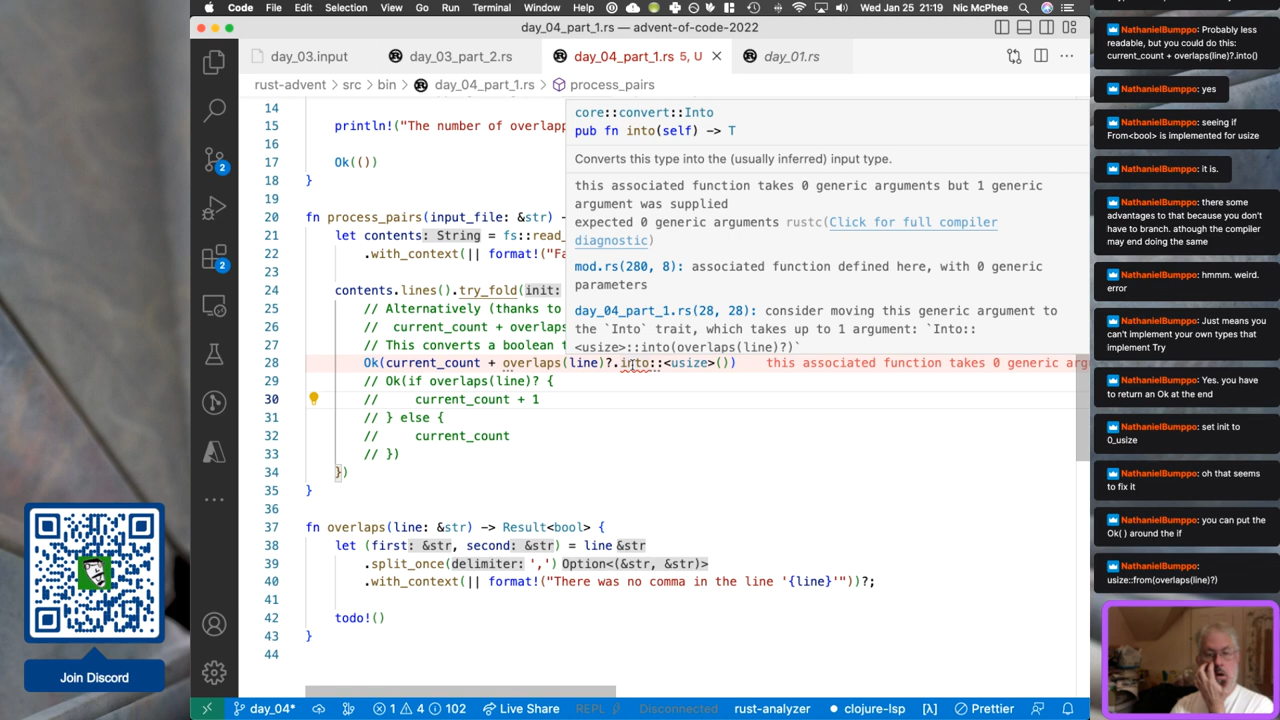 Code File Edit Selection View Go Run Terminal Window Help
Wed Jan 25 21:19 Nic McPhee
day_04_part_1.rs — advent-of-code-2022
day_03.input day_03_part_2.rs day_04_part_1.rs 5, U day_01.rs
rust-advent > src > bin > day_04_part_1.rs > process_pairs
14
15 println!("The number of overlapp
16
17 Ok(())
18 }
19
20 fn process_pairs(input_file: &str) -
21 let contents: String = fs::read_
22 .with_context(|| format!("Fa
23
24 contents.lines().try_fold(init:
25 // Alternatively (thanks to
26 // current_count + overlaps
27 // This converts a boolean t
28 Ok(current_count + overlaps(line)?.into::<usize>()) this associated function takes 0 generic arg
29 // Ok(if overlaps(line)? {
30 // current_count + 1
31 // } else {
32 // current_count
33 // })
34 })
35 }
36
37 fn overlaps(line: &str) -> Result<bool> {
38 let (first: &str, second: &str) = line &str
39 .split_once(delimiter: ',') Option<(&str, &str)>
40 .with_context(|| format!("There was no comma in the line '{line}'"))?;
41
42 todo!()
43 }
44
core::convert::Into
pub fn into(self) -> T
Converts this type into the (usually inferred) input type.
this associated function takes 0 generic arguments but 1 generic
argument was supplied
expected 0 generic arguments rustc(Click for full compiler
diagnostic)
mod.rs(280, 8): associated function defined here, with 0 generic
parameters
day_04_part_1.rs(28, 28): consider moving this generic argument to
the `Into` trait, which takes up to 1 argument: `Into::
<usize>::into(overlaps(line)?)`
2
2
Join Discord
day_04* 1 4 102 Live Share REPL Disconnected rust-analyzer clojure-lsp [λ] Prettier
NathanielBumppo: Probably less
readable, but you could do this:
current_count + overlaps(line)?.into()
NathanielBumppo: yes
NathanielBumppo: seeing if
From<bool> is implemented for usize
NathanielBumppo: it is.
NathanielBumppo: there some
advantages to that because you don't
have to branch. athough the compiler
may end doing the same
NathanielBumppo: hmmm. weird.
error
NathanielBumppo: Just means you
can't implement your own types that
implement Try
NathanielBumppo: Yes. you have
to return an Ok at the end
NathanielBumppo: set init to
0_usize
NathanielBumppo: oh that seems
to fix it
NathanielBumppo: you can put the
Ok( ) around the if
NathanielBumppo:
usize::from(overlaps(line)?)